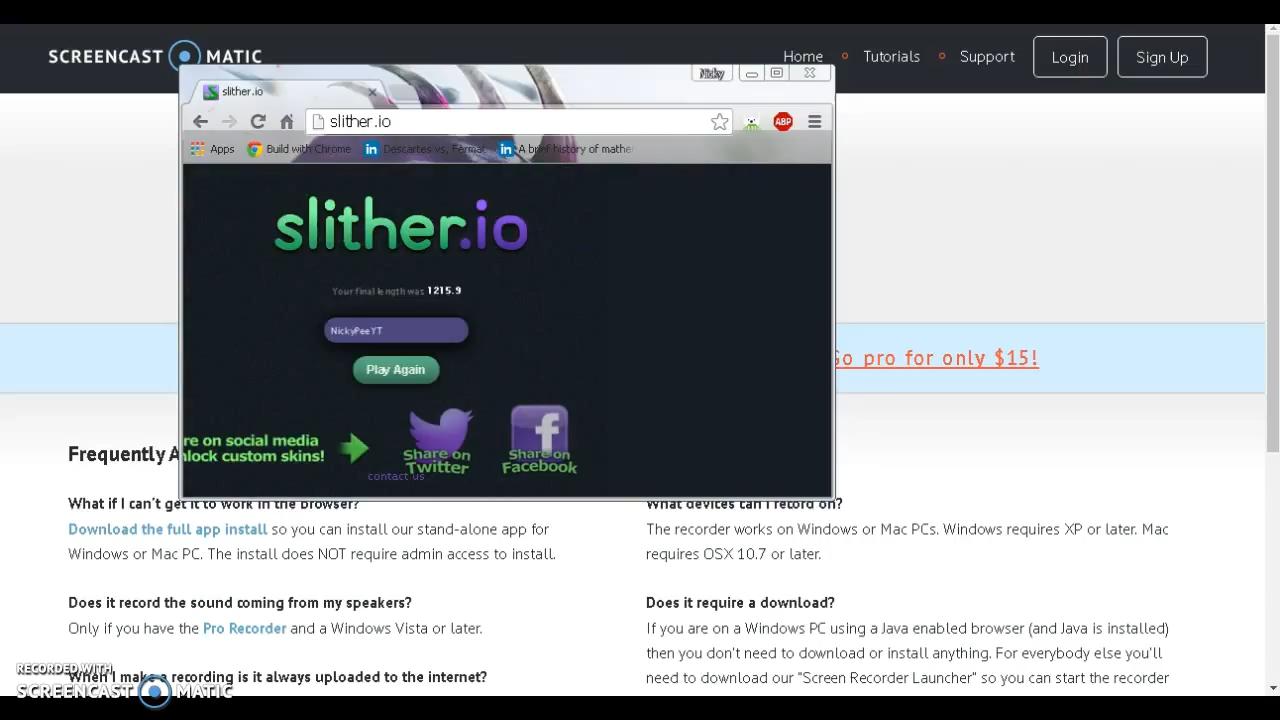 SCREENCAST MATIC
Home
Tutorials
Support
Login
Sign Up
Nicky
slither.io
slither.io
ABP
Apps
Build with Chrome
in
Descartes vs. Fermat
in
A brief history of mathe
slither.io
Your final length was 1215.9
NickyPeeYT
Play Again
re on social media
nlock custom skins!
Share on
Twitter
Share on
Facebook
contact us
Go pro for only $15!
Frequently A
What if I can't get it to work in the browser?
Download the full app install so you can install our stand-alone app for
Windows or Mac PC. The install does NOT require admin access to install.
Does it record the sound coming from my speakers?
Only if you have the Pro Recorder and a Windows Vista or later.
When I make a recording is it always uploaded to the internet?
What devices can I record on?
The recorder works on Windows or Mac PCs. Windows requires XP or later. Mac
requires OSX 10.7 or later.
Does it require a download?
If you are on a Windows PC using a Java enabled browser (and Java is installed)
then you don't need to download or install anything. For everybody else you'll
need to download our "Screen Recorder Launcher" so you can start the recorder
RECORDED WITH
SCREENCAST MATIC